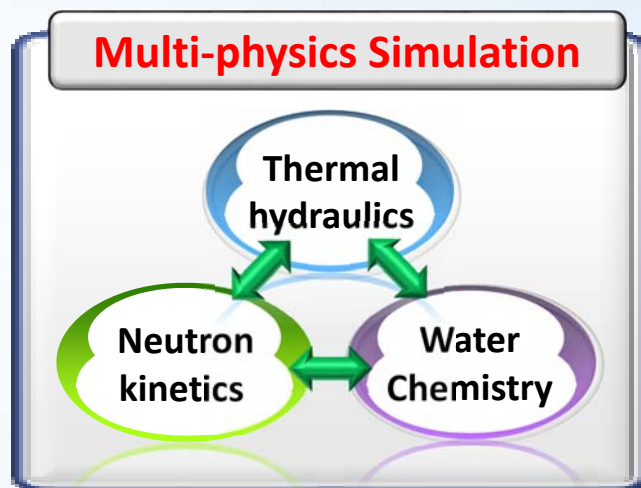 Multi-physics Simulation
Thermal
hydraulics
Neutron
kinetics
Water
Chemistry